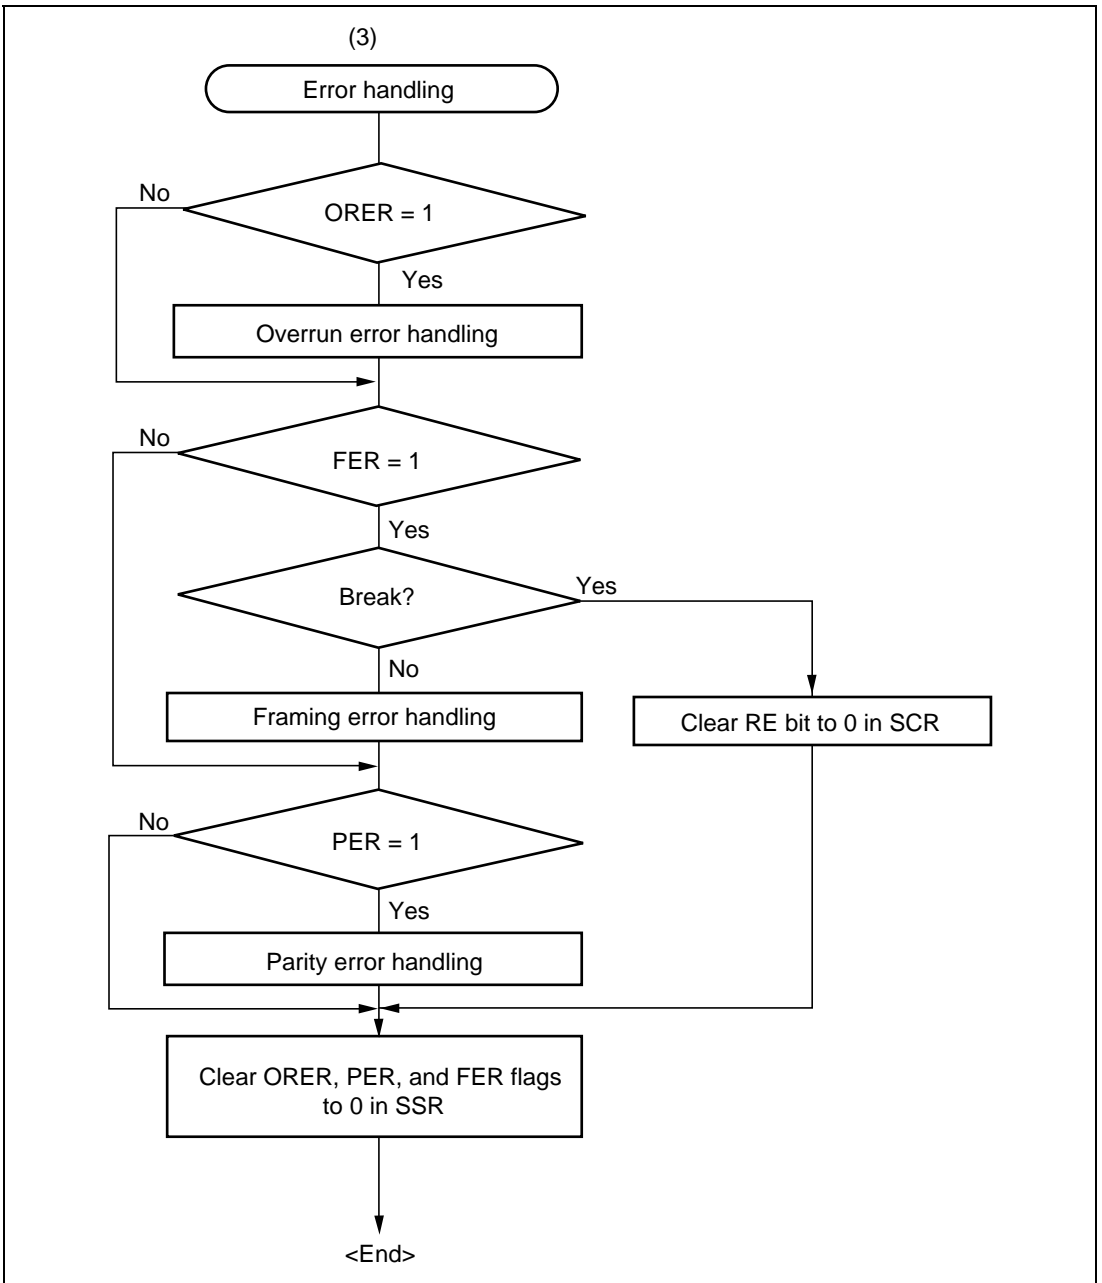 (3)
Error handling
No
ORER = 1
Yes
Overrun error handling
No
FER = 1
Yes
Break?
Yes
No
Framing error handling
Clear RE bit to 0 in SCR
No
PER = 1
Yes
Parity error handling
Clear ORER, PER, and FER flags
to 0 in SSR
<End>